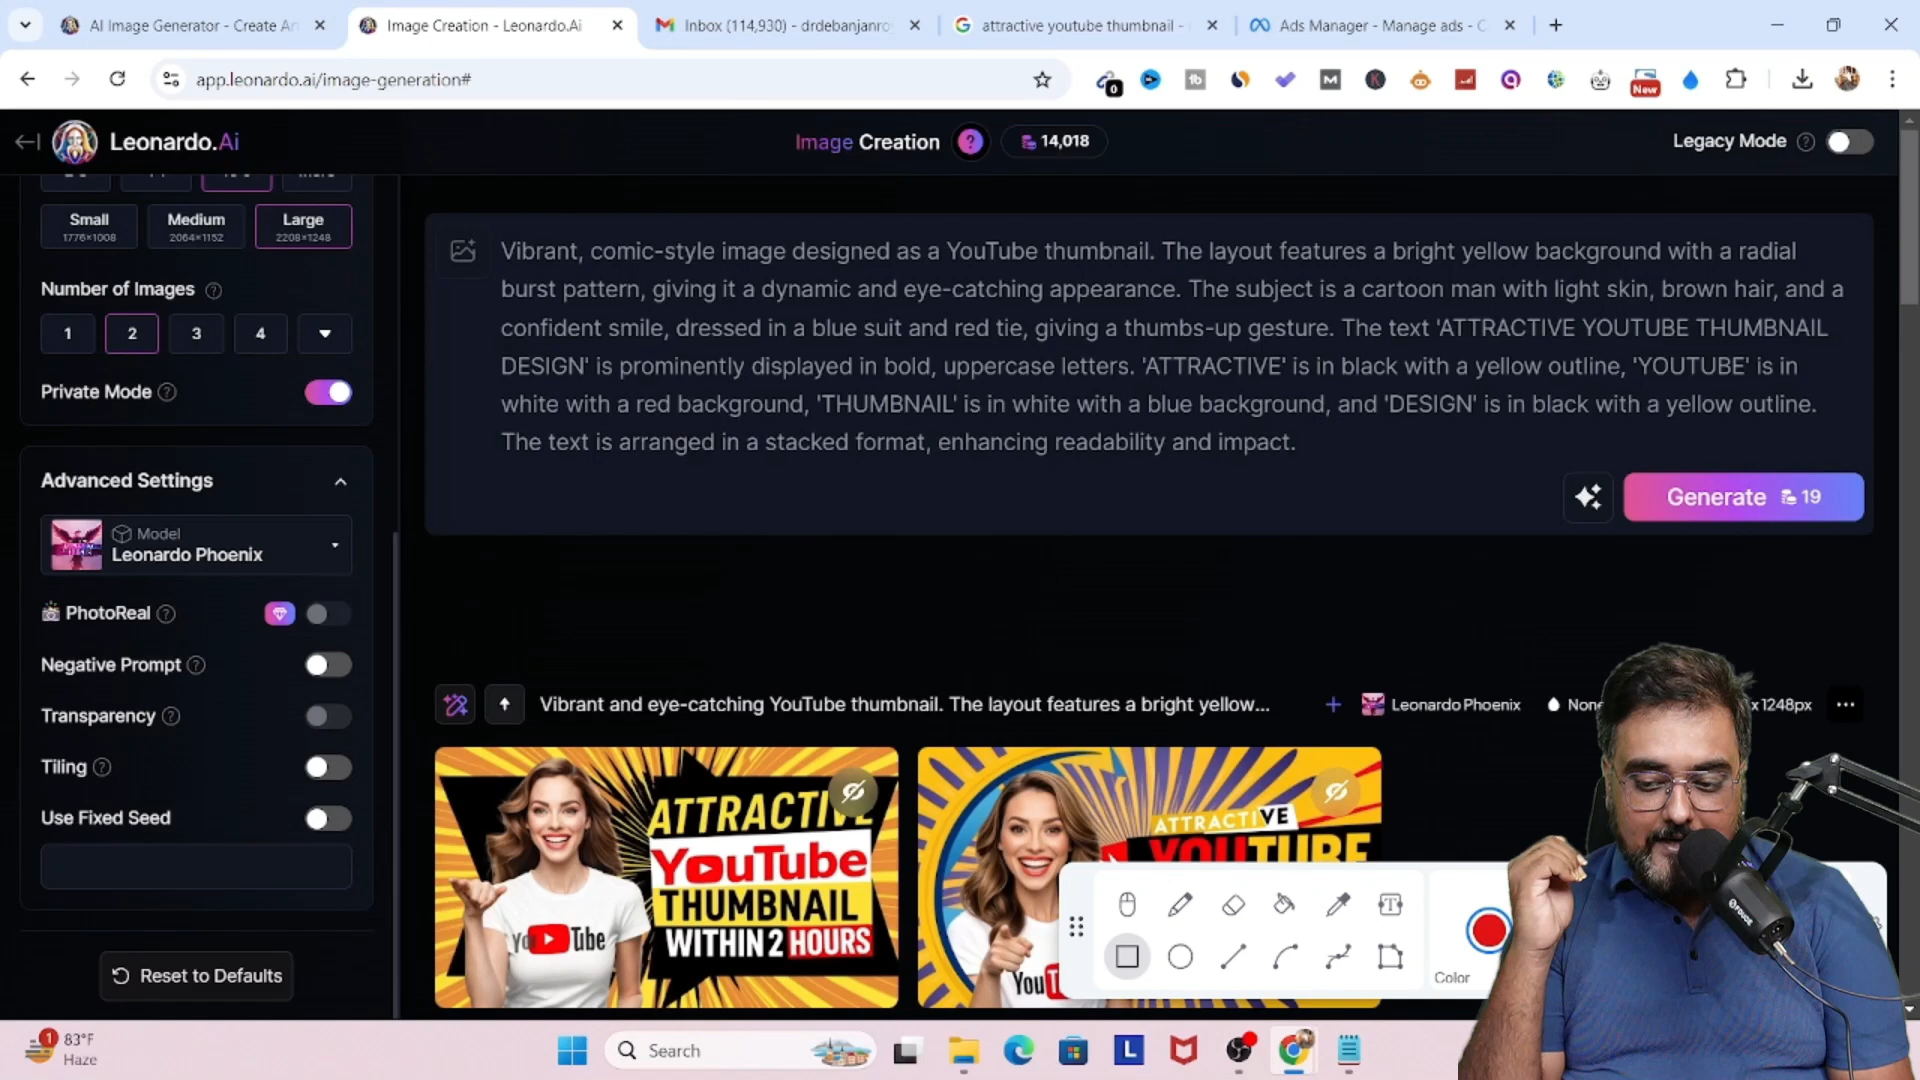 AI Image Generator - Create Ar
Image Creation - Leonardo.Ai
Inbox (114,930) - drdebanjanro
attractive youtube thumbnail -
Ads Manager - Manage ads - C
app.leonardo.ai/image-generation#
0
New
Leonardo.Ai
Image Creation
14,018
Legacy Mode
Small
1776×1008
Medium
2064×1152
Large
2208×1248
Number of Images
1
2
3
4
Private Mode
Advanced Settings
Model
Leonardo Phoenix
PhotoReal
Negative Prompt
Transparency
Tiling
Use Fixed Seed
Reset to Defaults
Vibrant, comic-style image designed as a YouTube thumbnail. The layout features a bright yellow background with a radial
burst pattern, giving it a dynamic and eye-catching appearance. The subject is a cartoon man with light skin, brown hair, and a
confident smile, dressed in a blue suit and red tie, giving a thumbs-up gesture. The text 'ATTRACTIVE YOUTUBE THUMBNAIL
DESIGN' is prominently displayed in bold, uppercase letters. 'ATTRACTIVE' is in black with a yellow outline, 'YOUTUBE' is in
white with a red background, 'THUMBNAIL' is in white with a blue background, and 'DESIGN' is in black with a yellow outline.
The text is arranged in a stacked format, enhancing readability and impact.
Generate 19
Vibrant and eye-catching YouTube thumbnail. The layout features a bright yellow...
Leonardo Phoenix
None
x 1248px
ATTRACTIVE
YouTube
THUMBNAIL
WITHIN 2 HOURS
YouTube
ATTRACTIVE
YOUTUBE
You
Color
1
83°F
Haze
Search